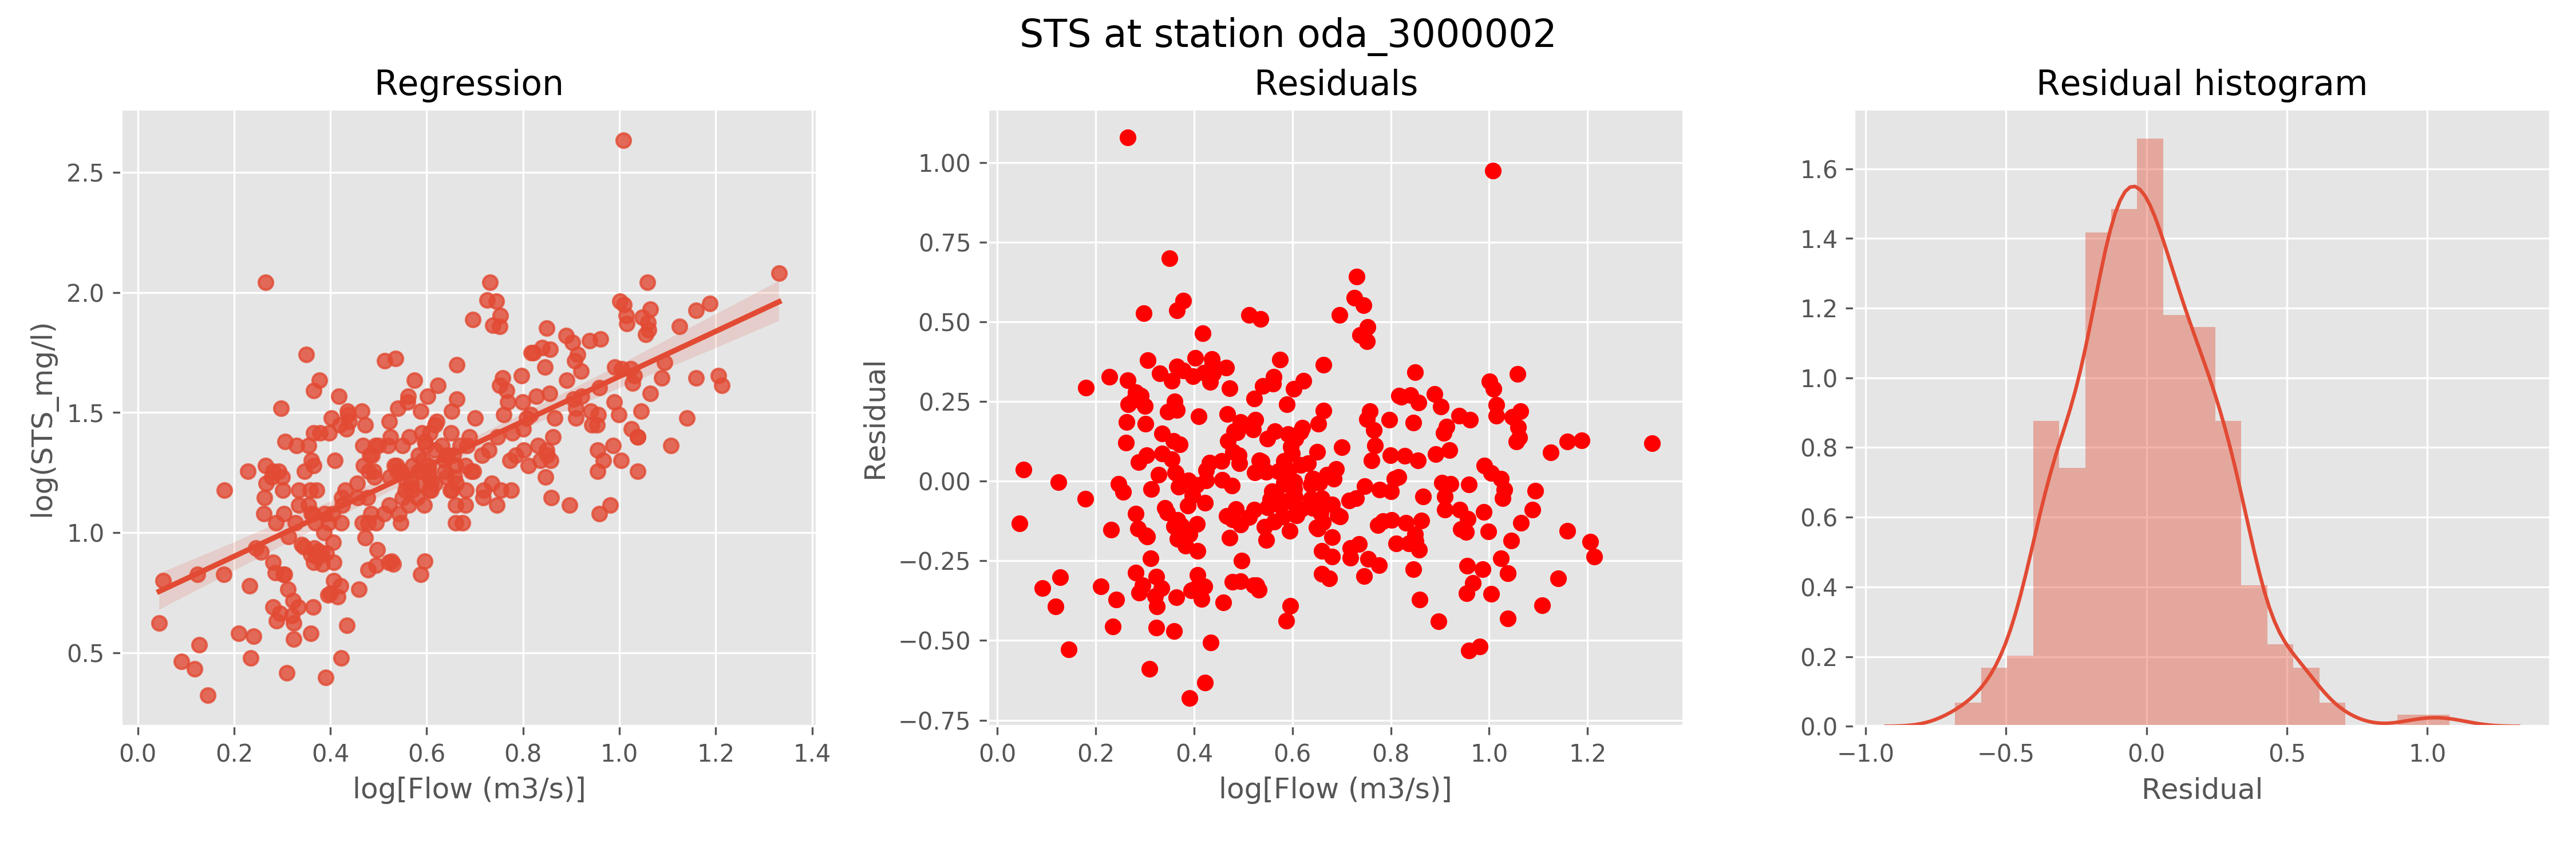 STS at station oda_3000002
Regression
2.5
2.0
1.5
1.0
0.5
log(STS_mg/l)
0.0 0.2 0.4 0.6 0.8 1.0 1.2 1.4
log[Flow (m3/s)]
Residuals
1.00
0.75
0.50
0.25
0.00
−0.25
−0.50
−0.75
Residual
0.0 0.2 0.4 0.6 0.8 1.0 1.2
log[Flow (m3/s)]
Residual histogram
1.6
1.4
1.2
1.0
0.8
0.6
0.4
0.2
0.0
−1.0 −0.5 0.0 0.5 1.0
Residual